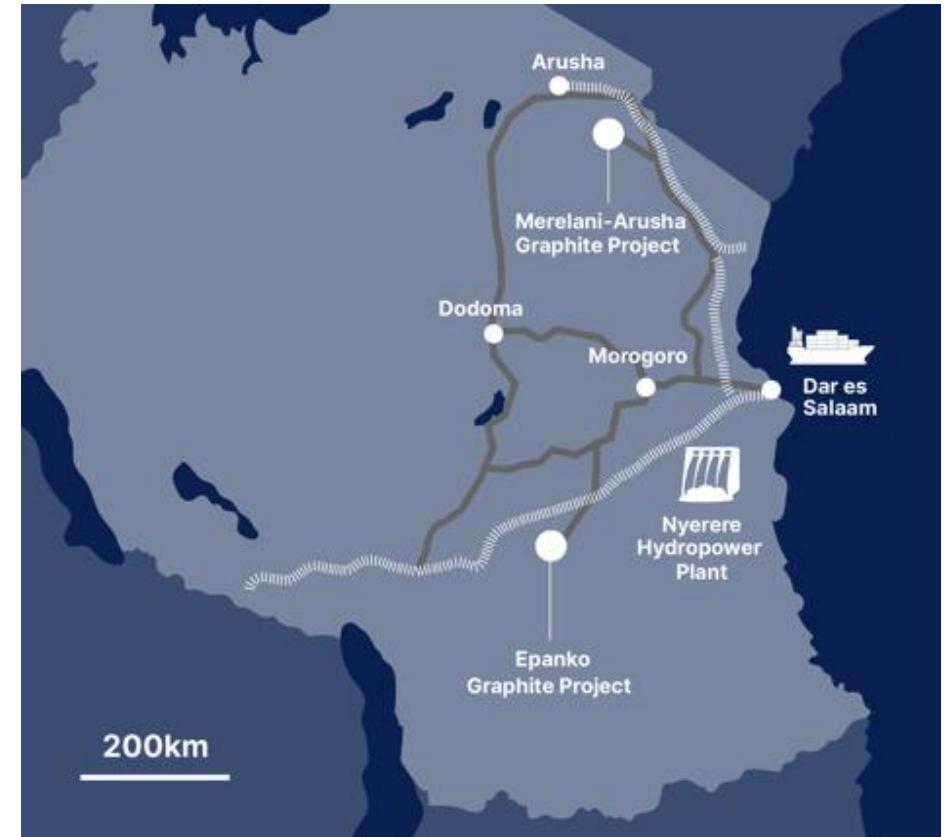 Arusha
Merelani-Arusha
Graphite Project
Dodoma
Morogoro
Dar es
Salaam
Nyerere
Hydropower
Plant
Epanko
Graphite Project
200km